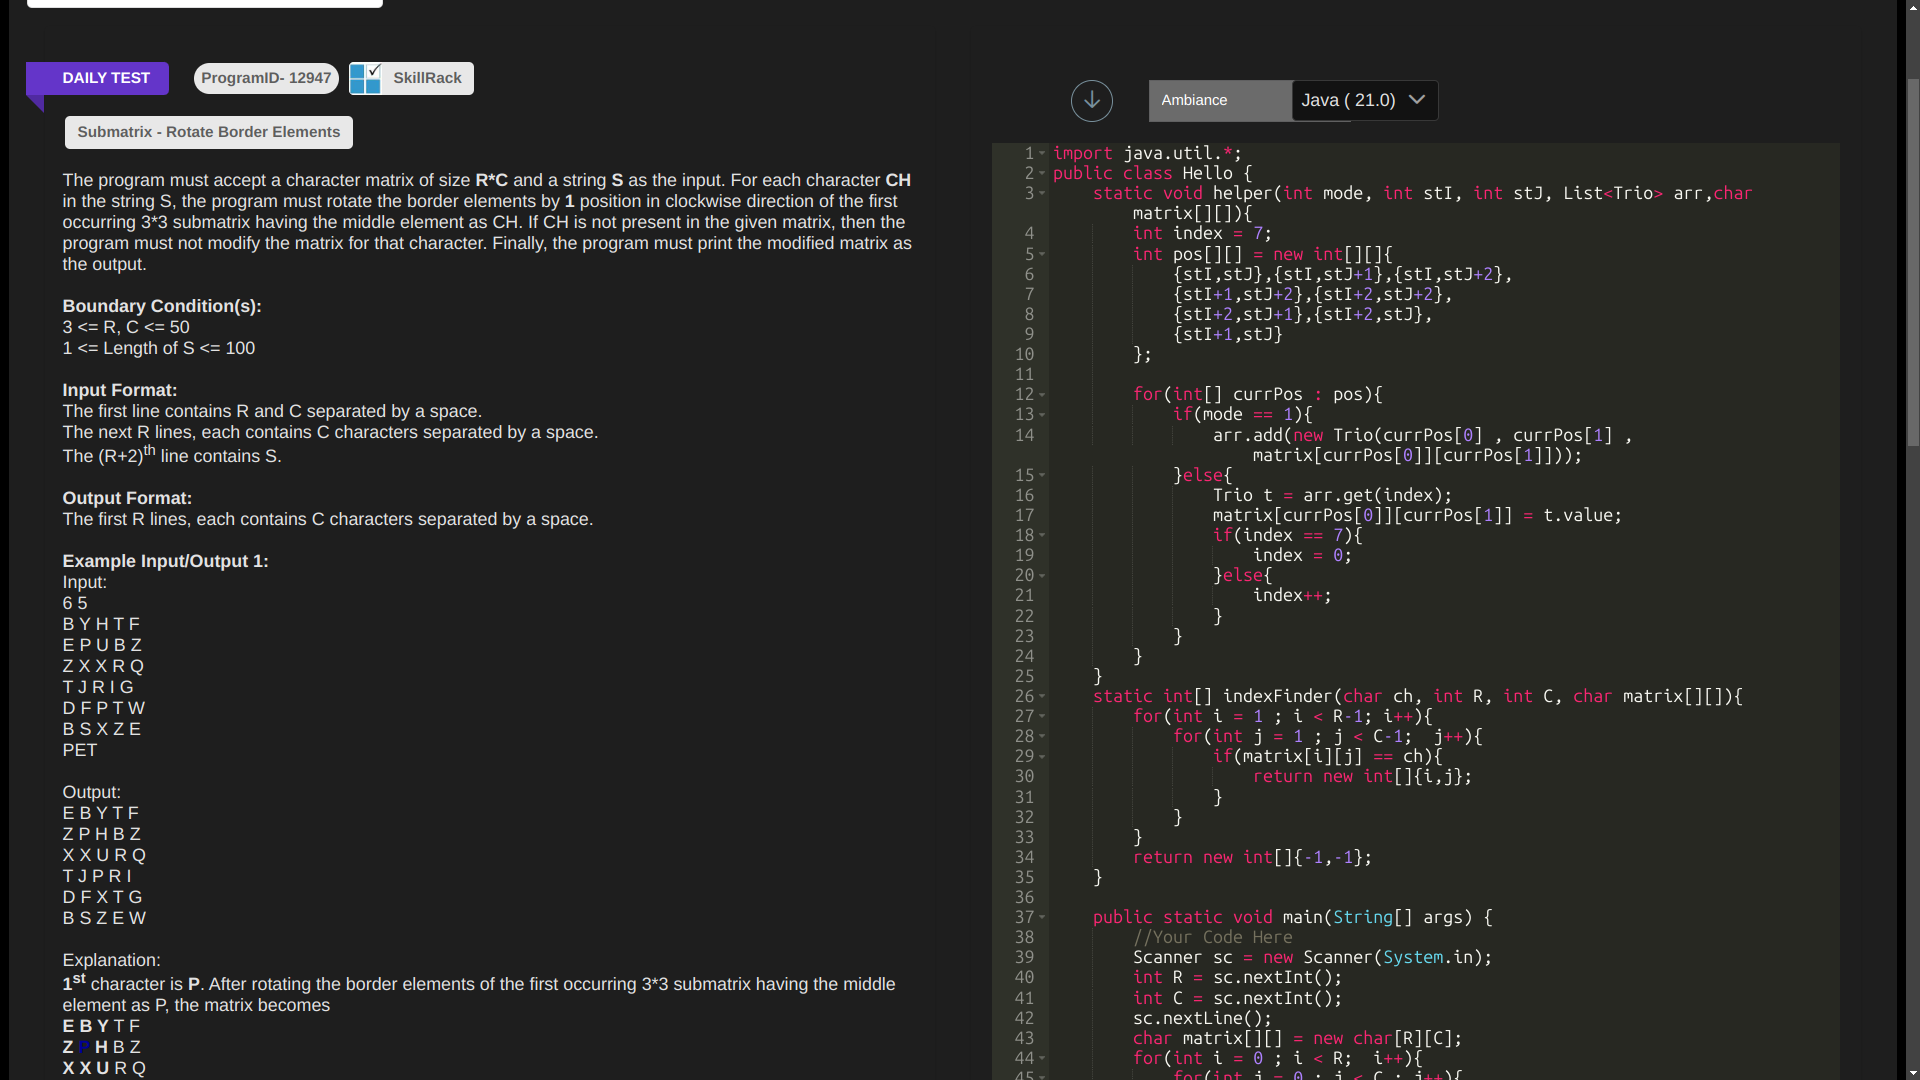 DAILY TEST
ProgramID- 12947
SkillRack
Submatrix - Rotate Border Elements
The program must accept a character matrix of size R*C and a string S as the input. For each character CH
in the string S, the program must rotate the border elements by 1 position in clockwise direction of the first
occurring 3*3 submatrix having the middle element as CH. If CH is not present in the given matrix, then the
program must not modify the matrix for that character. Finally, the program must print the modified matrix as
the output.
Boundary Condition(s):
3 <= R, C <= 50
1 <= Length of S <= 100
Input Format:
The first line contains R and C separated by a space.
The next R lines, each contains C characters separated by a space.
The (R+2)th line contains S.
Output Format:
The first R lines, each contains C characters separated by a space.
Example Input/Output 1:
Input:
6 5
B Y H T F
E P U B Z
Z X X R Q
T J R I G
D F P T W
B S X Z E
PET
Output:
E B Y T F
Z P H B Z
X X U R Q
T J P R I
D F X T G
B S Z E W
Explanation:
1st character is P. After rotating the border elements of the first occurring 3*3 submatrix having the middle
element as P, the matrix becomes
E B Y T F
Z P H B Z
X X U R Q
Ambiance
Java ( 21.0)
1 import java.util.*;
2 public class Hello {
3 static void helper(int mode, int stI, int stJ, List<Trio> arr,char
matrix[][]){
4 int index = 7;
5 int pos[][] = new int[][]{
6 {stI,stJ},{stI,stJ+1},{stI,stJ+2},
7 {stI+1,stJ+2},{stI+2,stJ+2},
8 {stI+2,stJ+1},{stI+2,stJ},
9 {stI+1,stJ}
10 };
11
12 for(int[] currPos : pos){
13 if(mode == 1){
14 arr.add(new Trio(currPos[0] , currPos[1] ,
matrix[currPos[0]][currPos[1]]));
15 }else{
16 Trio t = arr.get(index);
17 matrix[currPos[0]][currPos[1]] = t.value;
18 if(index == 7){
19 index = 0;
20 }else{
21 index++;
22 }
23 }
24 }
25 }
26 static int[] indexFinder(char ch, int R, int C, char matrix[][]){
27 for(int i = 1 ; i < R-1; i++){
28 for(int j = 1 ; j < C-1;  j++){
29 if(matrix[i][j] == ch){
30 return new int[]{i,j};
31 }
32 }
33 }
34 return new int[]{-1,-1};
35 }
36
37 public static void main(String[] args) {
38 //Your Code Here
39 Scanner sc = new Scanner(System.in);
40 int R = sc.nextInt();
41 int C = sc.nextInt();
42 sc.nextLine();
43 char matrix[][] = new char[R][C];
44 for(int i = 0 ; i < R;  i++){
45 for(int j = 0 ; j < C ; j++){